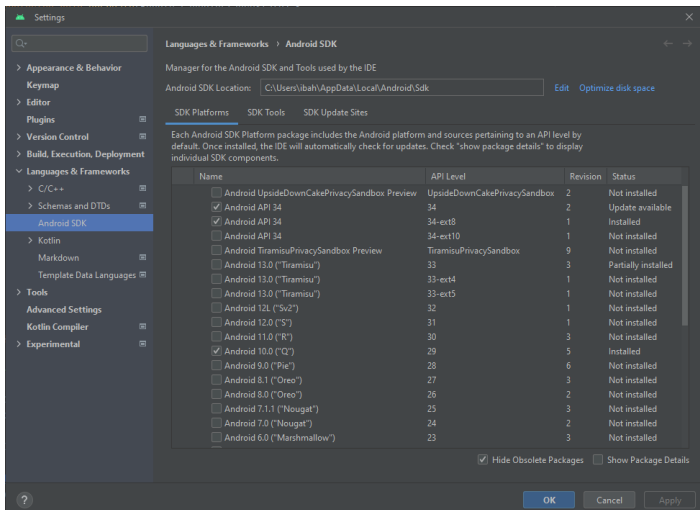 Settings
Languages & Frameworks › Android SDK
Manager for the Android SDK and Tools used by the IDE
Android SDK Location: C:\Users\ibah\AppData\Local\Android\Sdk Edit Optimize disk space
SDK Platforms SDK Tools SDK Update Sites
Each Android SDK Platform package includes the Android platform and sources pertaining to an API level by
default. Once installed, the IDE will automatically check for updates. Check "show package details" to display
individual SDK components.
Appearance & Behavior
Keymap
Editor
Plugins
Version Control
Build, Execution, Deployment
Languages & Frameworks
C/C++
Schemas and DTDs
Android SDK
Kotlin
Markdown
Template Data Languages
Tools
Advanced Settings
Kotlin Compiler
Experimental
Name API Level Revision Status
Android UpsideDownCakePrivacySandbox Preview UpsideDownCakePrivacySandbox 2 Not installed
Android API 34 34 2 Update available
Android API 34 34-ext8 1 Installed
Android API 34 34-ext10 1 Not installed
Android TiramisuPrivacySandbox Preview TiramisuPrivacySandbox 9 Not installed
Android 13.0 ("Tiramisu") 33 3 Partially installed
Android 13.0 ("Tiramisu") 33-ext4 1 Not installed
Android 13.0 ("Tiramisu") 33-ext5 1 Not installed
Android 12L ("Sv2") 32 1 Not installed
Android 12.0 ("S") 31 1 Not installed
Android 11.0 ("R") 30 3 Not installed
Android 10.0 ("Q") 29 5 Installed
Android 9.0 ("Pie") 28 6 Not installed
Android 8.1 ("Oreo") 27 3 Not installed
Android 8.0 ("Oreo") 26 2 Not installed
Android 7.1.1 ("Nougat") 25 3 Not installed
Android 7.0 ("Nougat") 24 2 Not installed
Android 6.0 ("Marshmallow") 23 3 Not installed
Hide Obsolete Packages Show Package Details
? OK Cancel Apply